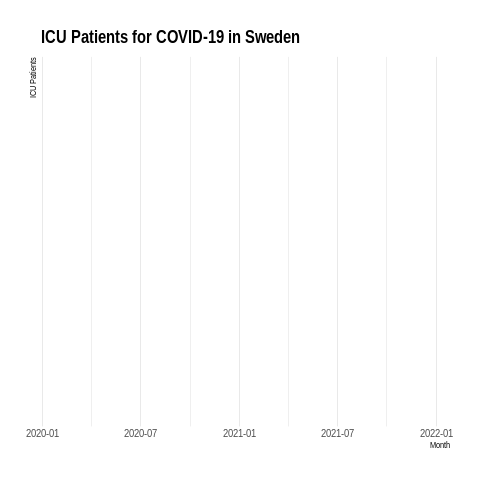 ICU Patients for COVID-19 in Sweden
ICU Patients
2020-01 2020-07 2021-01 2021-07 2022-01
Month